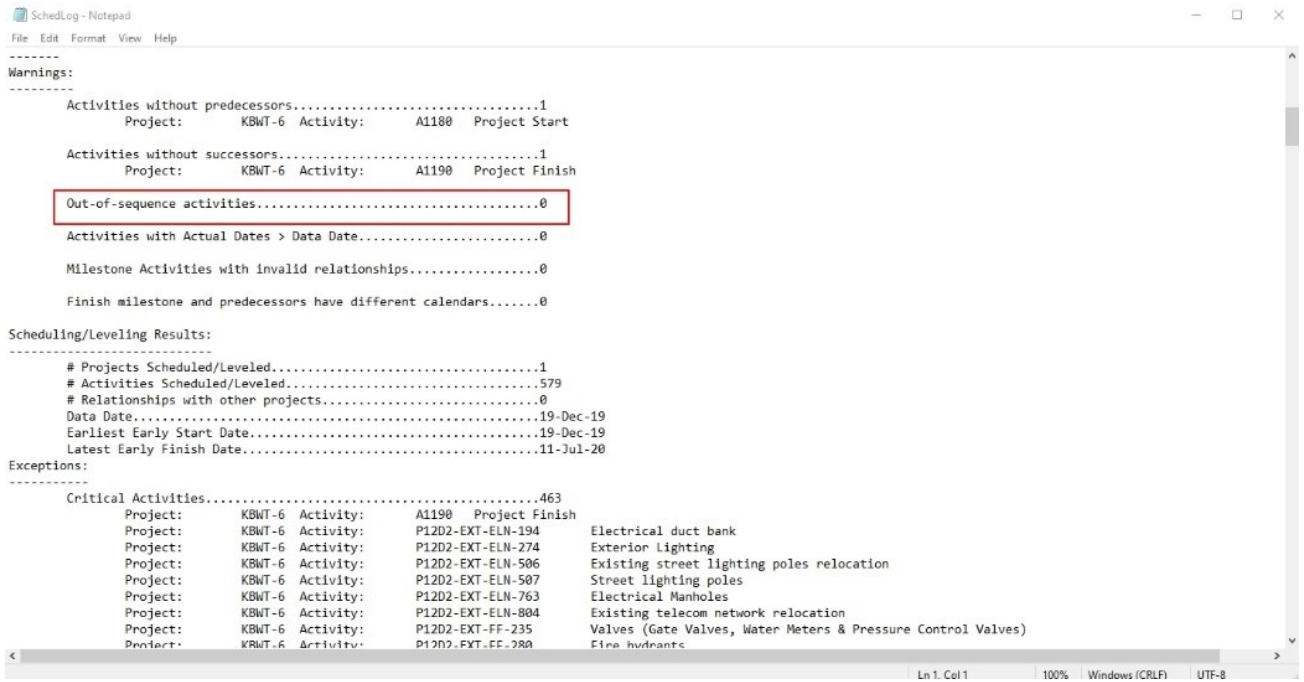 SchedLog - Notepad
File Edit Format View Help
-------
Warnings:
---------
Activities without predecessors..................................1
Project: KBWT-6 Activity: A1180 Project Start
Activities without successors....................................1
Project: KBWT-6 Activity: A1190 Project Finish
Out-of-sequence activities.......................................0
Activities with Actual Dates > Data Date.........................0
Milestone Activities with invalid relationships..................0
Finish milestone and predecessors have different calendars.......0
Scheduling/Leveling Results:
----------------------------
# Projects Scheduled/Leveled.....................................1
# Activities Scheduled/Leveled...................................579
# Relationships with other projects..............................0
Data Date........................................................19-Dec-19
Earliest Early Start Date........................................19-Dec-19
Latest Early Finish Date.........................................11-Jul-20
Exceptions:
-----------
Critical Activities..............................................463
Project: KBWT-6 Activity: A1190 Project Finish
Project: KBWT-6 Activity: P12D2-EXT-ELN-194 Electrical duct bank
Project: KBWT-6 Activity: P12D2-EXT-ELN-274 Exterior Lighting
Project: KBWT-6 Activity: P12D2-EXT-ELN-506 Existing street lighting poles relocation
Project: KBWT-6 Activity: P12D2-EXT-ELN-507 Street lighting poles
Project: KBWT-6 Activity: P12D2-EXT-ELN-763 Electrical Manholes
Project: KBWT-6 Activity: P12D2-EXT-ELN-804 Existing telecom network relocation
Project: KBWT-6 Activity: P12D2-EXT-FF-235 Valves (Gate Valves, Water Meters & Pressure Control Valves)
Project: KBWT-6 Activity: P12D2-EXT-FF-280 Fire hydrants
Ln 1, Col 1 100% Windows (CRLF) UTF-8